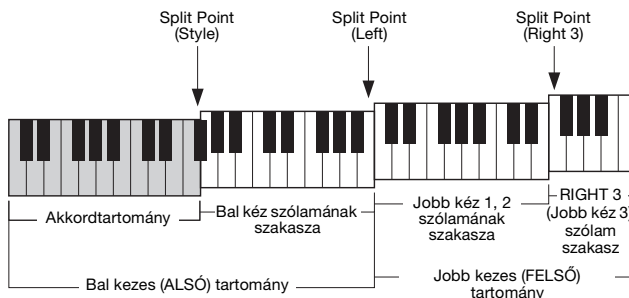 Split Point
(Style)
Split Point
(Left)
Split Point
(Right 3)
Akkordtartomány
Bal kéz szólamának
szakasza
Jobb kéz 1, 2
szólamának
szakasza
RIGHT 3
(Jobb kéz 3)
szólam
szakasz
Bal kezes (ALSÓ) tartomány
Jobb kezes (FELSŐ)
tartomány